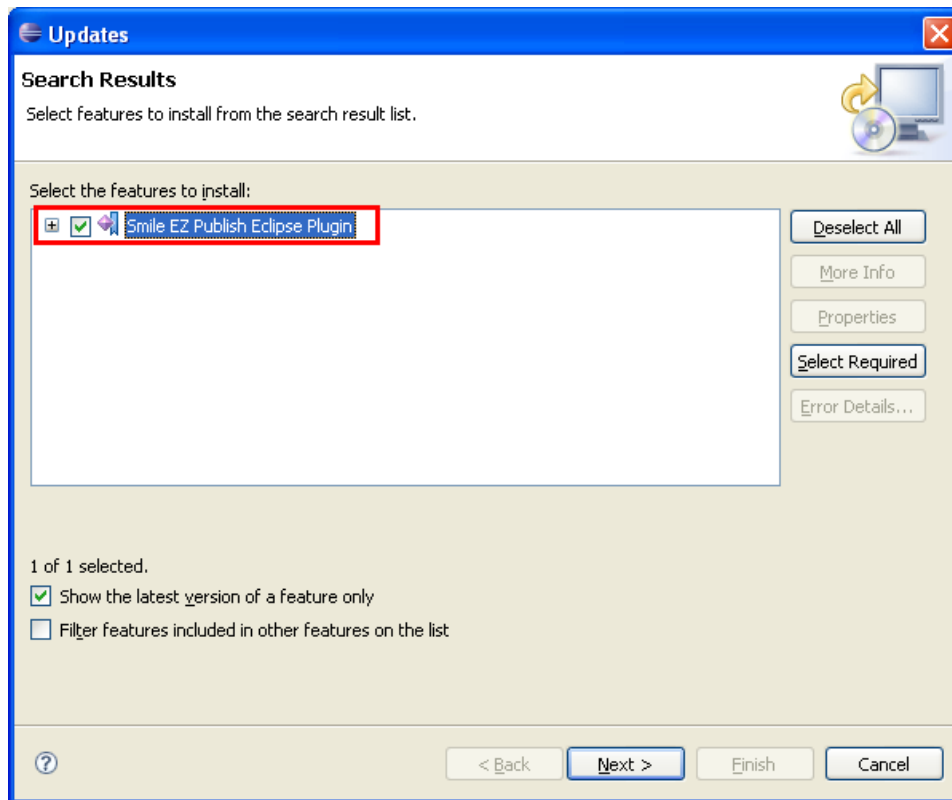 Updates
Search Results
Select features to install from the search result list.
Select the features to install:
Smile EZ Publish Eclipse Plugin
Deselect All
More Info
Properties
Select Required
Error Details...
1 of 1 selected.
Show the latest version of a feature only
Filter features included in other features on the list
< Back
Next >
Finish
Cancel